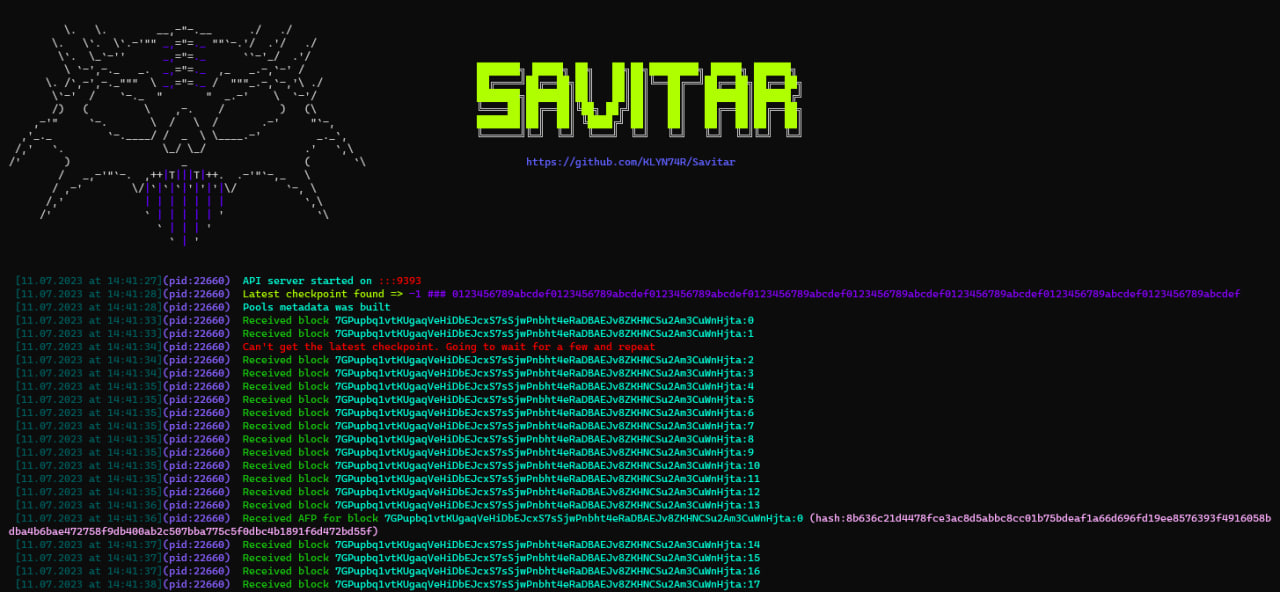 SAVITAR
https://github.com/KLYN74R/Savitar
[11.07.2023 at 14:41:27](pid:22660) API server started on :::9393
[11.07.2023 at 14:41:28](pid:22660) Latest checkpoint found => -1 ### 0123456789abcdef0123456789abcdef0123456789abcdef0123456789abcdef0123456789abcdef0123456789abcdef0123456789abcdef0123456789abcdef
[11.07.2023 at 14:41:28](pid:22660) Pools metadata was built
[11.07.2023 at 14:41:33](pid:22660) Received block 7GPupbq1vtKUgaqVeHiDbEJcxS7sSjwPnbht4eRaDBAEJv8ZKHNCSu2Am3CuWnHjta:0
[11.07.2023 at 14:41:33](pid:22660) Received block 7GPupbq1vtKUgaqVeHiDbEJcxS7sSjwPnbht4eRaDBAEJv8ZKHNCSu2Am3CuWnHjta:1
[11.07.2023 at 14:41:34](pid:22660) Can't get the latest checkpoint. Going to wait for a few and repeat
[11.07.2023 at 14:41:34](pid:22660) Received block 7GPupbq1vtKUgaqVeHiDbEJcxS7sSjwPnbht4eRaDBAEJv8ZKHNCSu2Am3CuWnHjta:2
[11.07.2023 at 14:41:34](pid:22660) Received block 7GPupbq1vtKUgaqVeHiDbEJcxS7sSjwPnbht4eRaDBAEJv8ZKHNCSu2Am3CuWnHjta:3
[11.07.2023 at 14:41:35](pid:22660) Received block 7GPupbq1vtKUgaqVeHiDbEJcxS7sSjwPnbht4eRaDBAEJv8ZKHNCSu2Am3CuWnHjta:4
[11.07.2023 at 14:41:35](pid:22660) Received block 7GPupbq1vtKUgaqVeHiDbEJcxS7sSjwPnbht4eRaDBAEJv8ZKHNCSu2Am3CuWnHjta:5
[11.07.2023 at 14:41:35](pid:22660) Received block 7GPupbq1vtKUgaqVeHiDbEJcxS7sSjwPnbht4eRaDBAEJv8ZKHNCSu2Am3CuWnHjta:6
[11.07.2023 at 14:41:35](pid:22660) Received block 7GPupbq1vtKUgaqVeHiDbEJcxS7sSjwPnbht4eRaDBAEJv8ZKHNCSu2Am3CuWnHjta:7
[11.07.2023 at 14:41:35](pid:22660) Received block 7GPupbq1vtKUgaqVeHiDbEJcxS7sSjwPnbht4eRaDBAEJv8ZKHNCSu2Am3CuWnHjta:8
[11.07.2023 at 14:41:35](pid:22660) Received block 7GPupbq1vtKUgaqVeHiDbEJcxS7sSjwPnbht4eRaDBAEJv8ZKHNCSu2Am3CuWnHjta:9
[11.07.2023 at 14:41:35](pid:22660) Received block 7GPupbq1vtKUgaqVeHiDbEJcxS7sSjwPnbht4eRaDBAEJv8ZKHNCSu2Am3CuWnHjta:10
[11.07.2023 at 14:41:35](pid:22660) Received block 7GPupbq1vtKUgaqVeHiDbEJcxS7sSjwPnbht4eRaDBAEJv8ZKHNCSu2Am3CuWnHjta:11
[11.07.2023 at 14:41:35](pid:22660) Received block 7GPupbq1vtKUgaqVeHiDbEJcxS7sSjwPnbht4eRaDBAEJv8ZKHNCSu2Am3CuWnHjta:12
[11.07.2023 at 14:41:36](pid:22660) Received block 7GPupbq1vtKUgaqVeHiDbEJcxS7sSjwPnbht4eRaDBAEJv8ZKHNCSu2Am3CuWnHjta:13
[11.07.2023 at 14:41:36](pid:22660) Received AFP for block 7GPupbq1vtKUgaqVeHiDbEJcxS7sSjwPnbht4eRaDBAEJv8ZKHNCSu2Am3CuWnHjta:0 (hash:8b636c21d4478fce3ac8d5abbc8cc01b75bdeaf1a66d696fd19ee8576393f4916058b
dba4b6bae472758f9db400ab2c507bba775c5f0dbc4b1891f6d472bd55f)
[11.07.2023 at 14:41:37](pid:22660) Received block 7GPupbq1vtKUgaqVeHiDbEJcxS7sSjwPnbht4eRaDBAEJv8ZKHNCSu2Am3CuWnHjta:14
[11.07.2023 at 14:41:37](pid:22660) Received block 7GPupbq1vtKUgaqVeHiDbEJcxS7sSjwPnbht4eRaDBAEJv8ZKHNCSu2Am3CuWnHjta:15
[11.07.2023 at 14:41:37](pid:22660) Received block 7GPupbq1vtKUgaqVeHiDbEJcxS7sSjwPnbht4eRaDBAEJv8ZKHNCSu2Am3CuWnHjta:16
[11.07.2023 at 14:41:38](pid:22660) Received block 7GPupbq1vtKUgaqVeHiDbEJcxS7sSjwPnbht4eRaDBAEJv8ZKHNCSu2Am3CuWnHjta:17